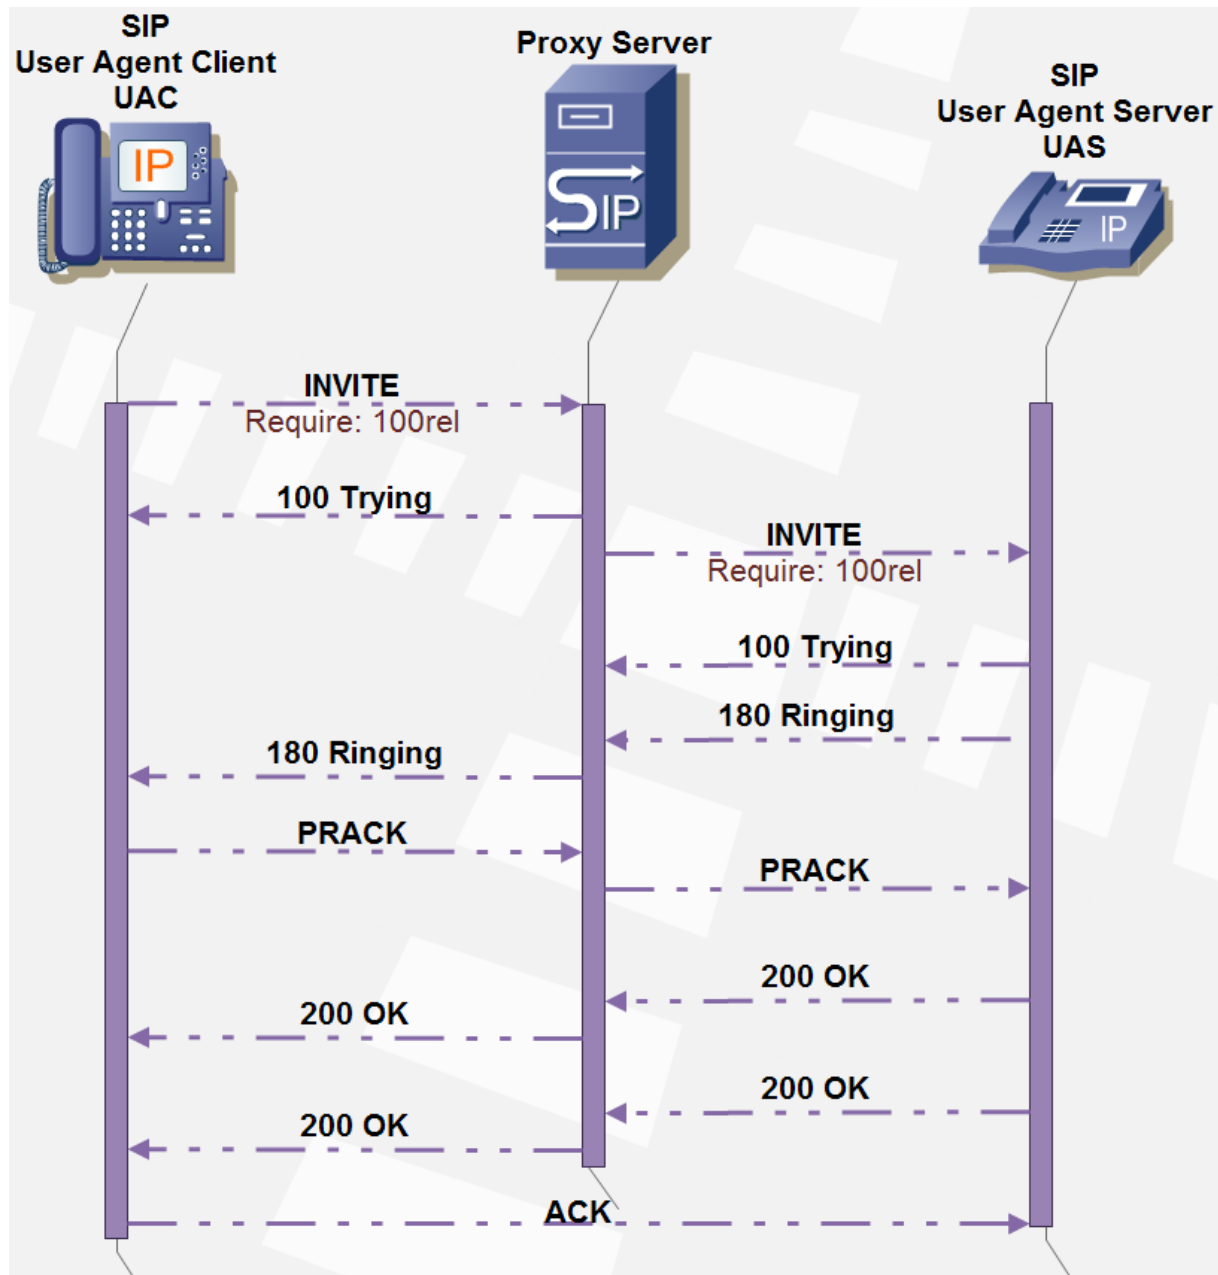 SIP
User Agent Client
UAC
Proxy Server
SIP
User Agent Server
UAS
IP
SIP
IP
INVITE
Require: 100rel
100 Trying
INVITE
Require: 100rel
100 Trying
180 Ringing
180 Ringing
PRACK
PRACK
200 OK
200 OK
200 OK
200 OK
ACK